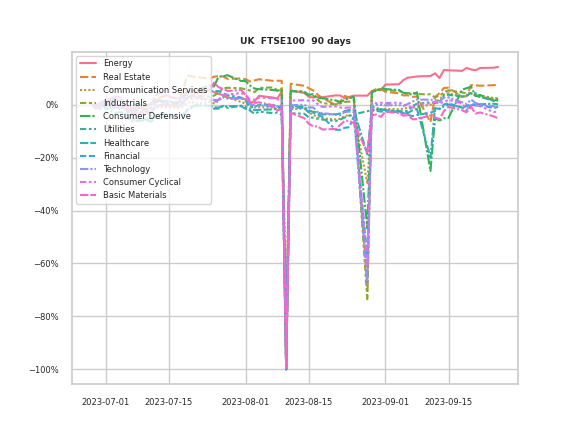 UK FTSE100 90 days
Energy
Real Estate
Communication Services
Industrials
Consumer Defensive
Utilities
Healthcare
Financial
Technology
Consumer Cyclical
Basic Materials
0%
−20%
−40%
−60%
−80%
−100%
2023-07-01 2023-07-15 2023-08-01 2023-08-15 2023-09-01 2023-09-15